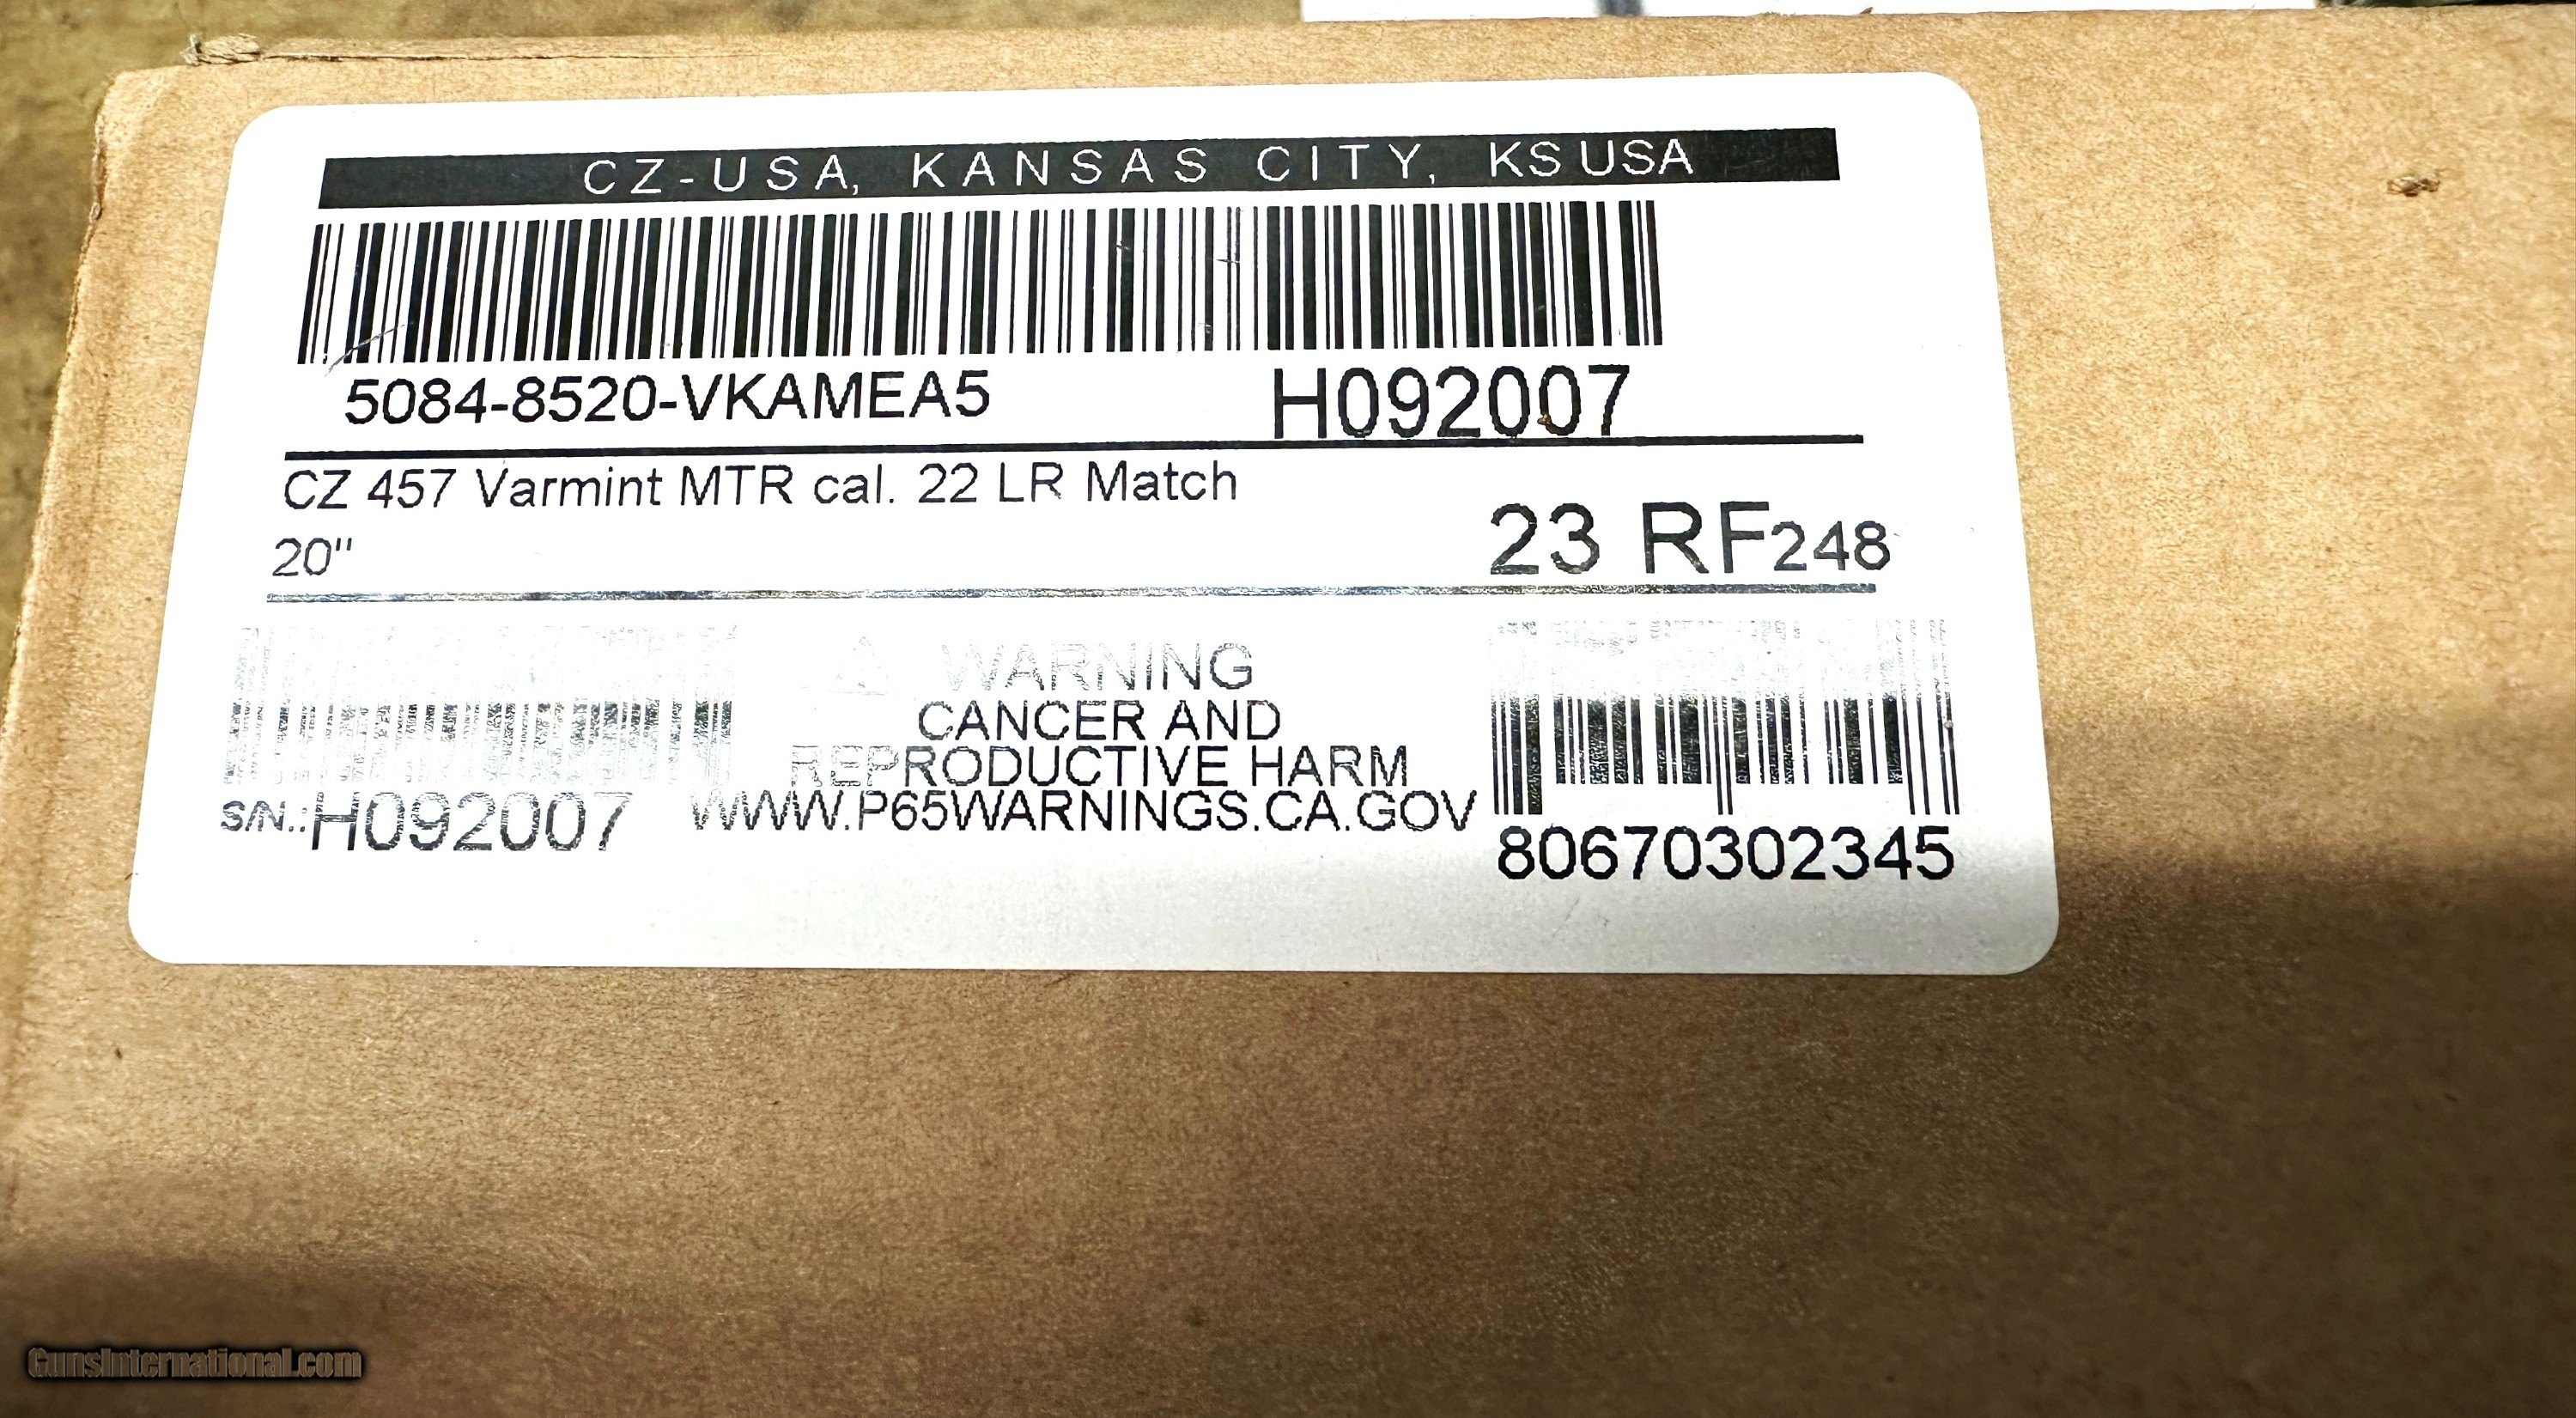 CZ-USA, KANSAS CITY, KS USA
5084-8520-VKAMEA5 H092007
CZ 457 Varmint MTR cal. 22 LR Match
20"
23 RF248
WARNING
CANCER AND
REPRODUCTIVE HARM
WWW.P65WARNINGS.CA.GOV
S/N.:H092007
80670302345
GunsInternational.com